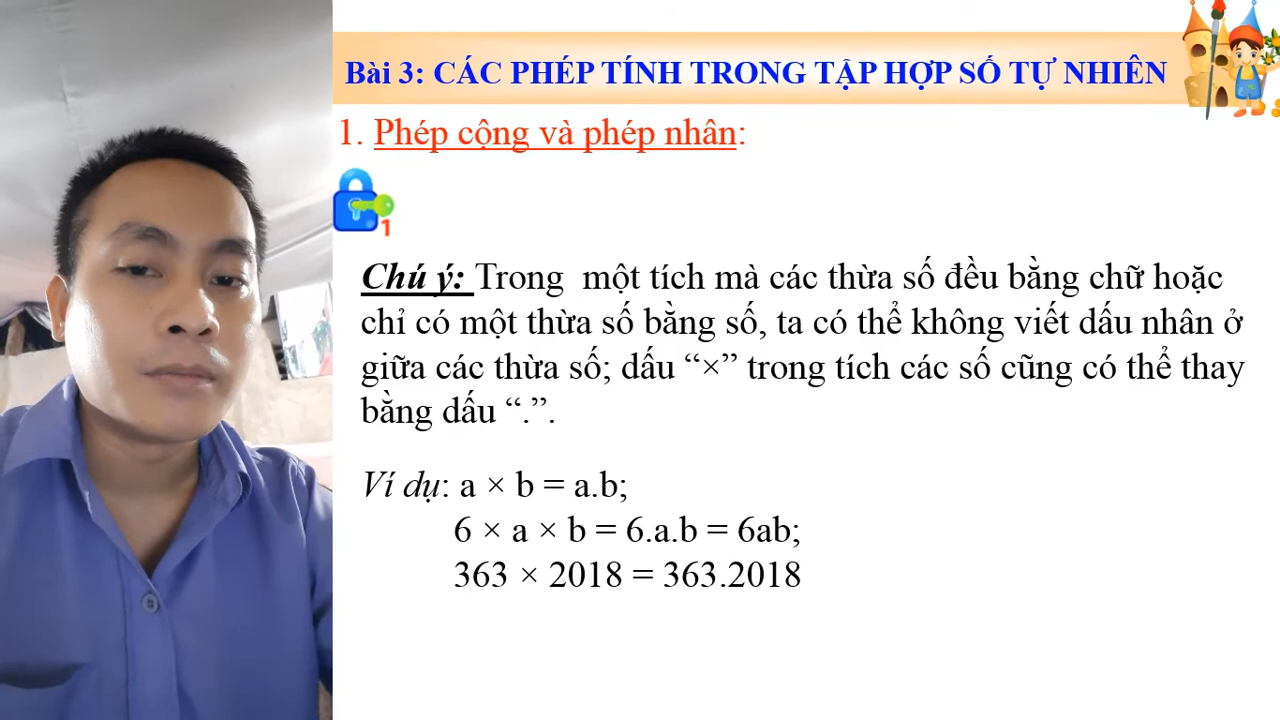 Bài 3: CÁC PHÉP TÍNH TRONG TẬP HỢP SỐ TỰ NHIÊN
1. Phép cộng và phép nhân:
1
Chú ý: Trong một tích mà các thừa số đều bằng chữ hoặc
chỉ có một thừa số bằng số, ta có thể không viết dấu nhân ở
giữa các thừa số; dấu “×” trong tích các số cũng có thể thay
bằng dấu “.”.
Ví dụ: a × b = a.b;
6 × a × b = 6.a.b = 6ab;
363 × 2018 = 363.2018